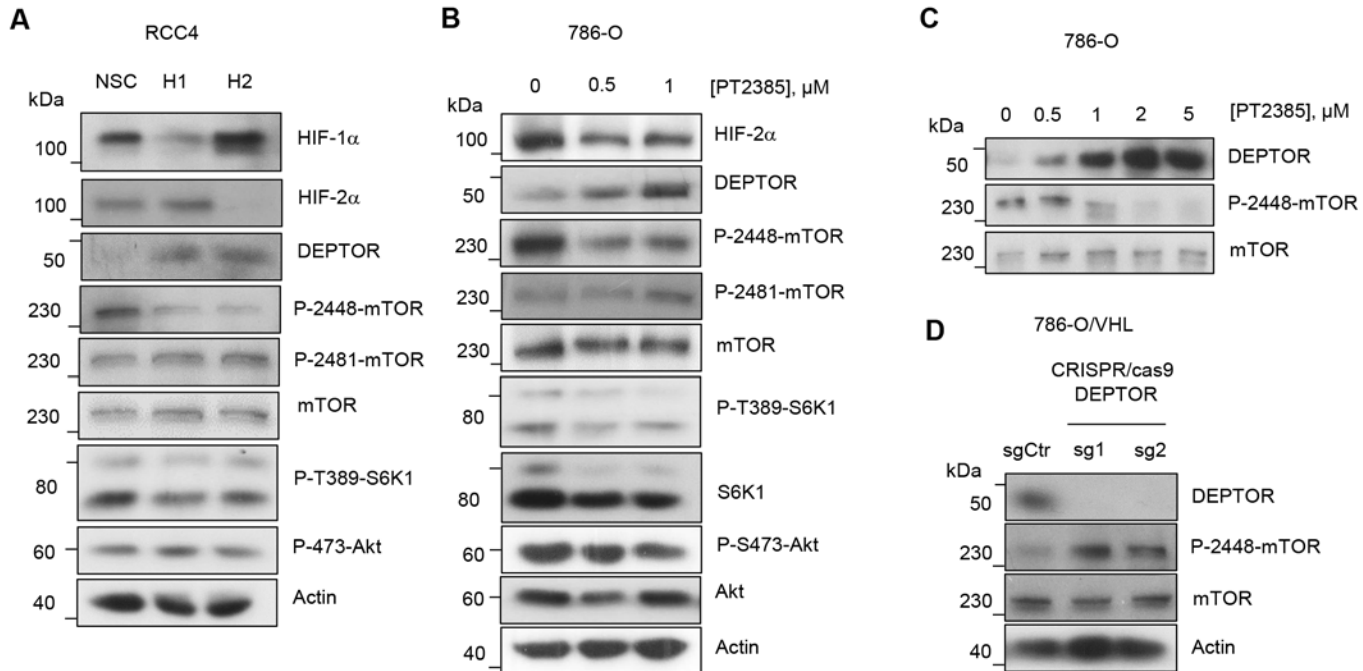 A
RCC4
NSC H1 H2
kDa
100 HIF-1α
100 HIF-2α
50 DEPTOR
230 P-2448-mTOR
230 P-2481-mTOR
230 mTOR
80 P-T389-S6K1
60 P-473-Akt
40 Actin
B
786-O
0 0.5 1 [PT2385], μM
kDa
100 HIF-2α
50 DEPTOR
230 P-2448-mTOR
P-2481-mTOR
230 mTOR
80 P-T389-S6K1
80 S6K1
60 P-S473-Akt
60 Akt
40 Actin
C
786-O
0 0.5 1 2 5 [PT2385], μM
kDa
50 DEPTOR
230 P-2448-mTOR
230 mTOR
D
786-O/VHL
CRISPR/cas9
DEPTOR
sgCtr sg1 sg2
kDa
50 DEPTOR
230 P-2448-mTOR
230 mTOR
40 Actin